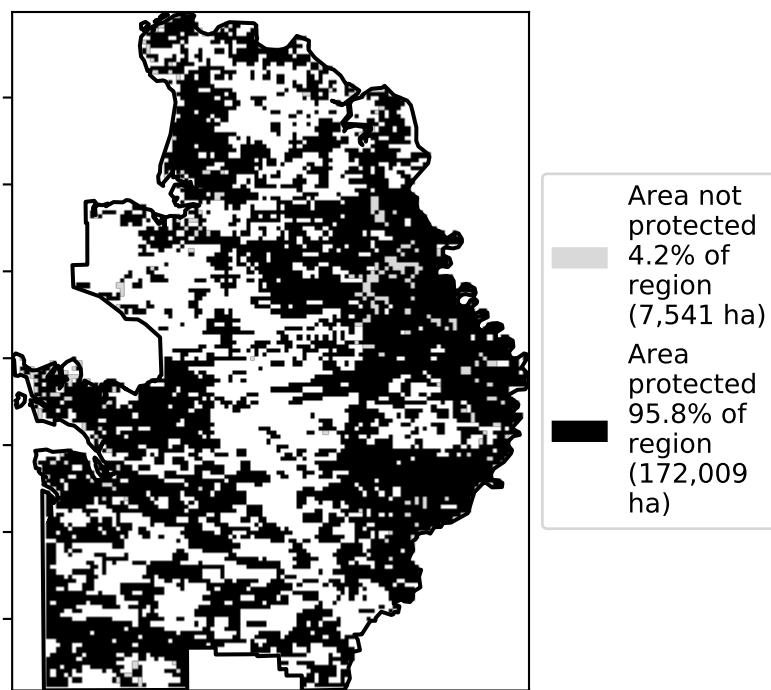 Area not
protected
4.2% of
region
(7,541 ha)
Area
protected
95.8% of
region
(172,009
ha)